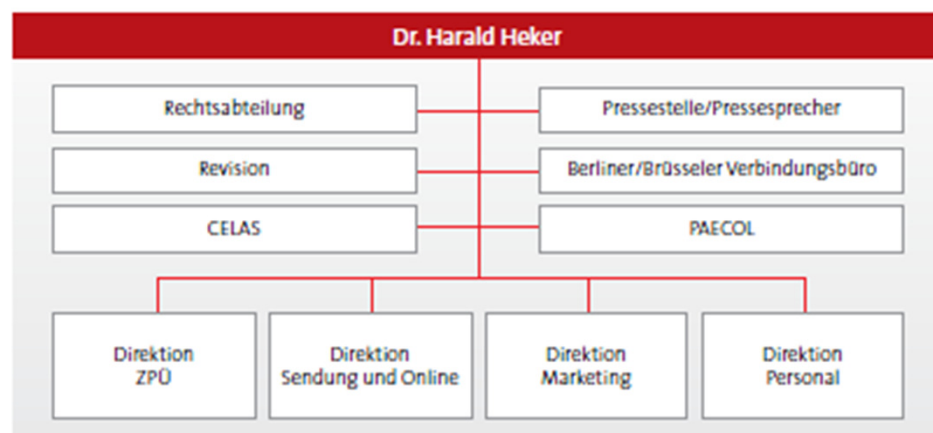 Dr. Harald Heker
Rechtsabteilung
Pressestelle/Pressesprecher
Revision
Berliner/Brüsseler Verbindungsbüro
CELAS
PAECOL
Direktion
ZPÜ
Direktion
Sendung und Online
Direktion
Marketing
Direktion
Personal